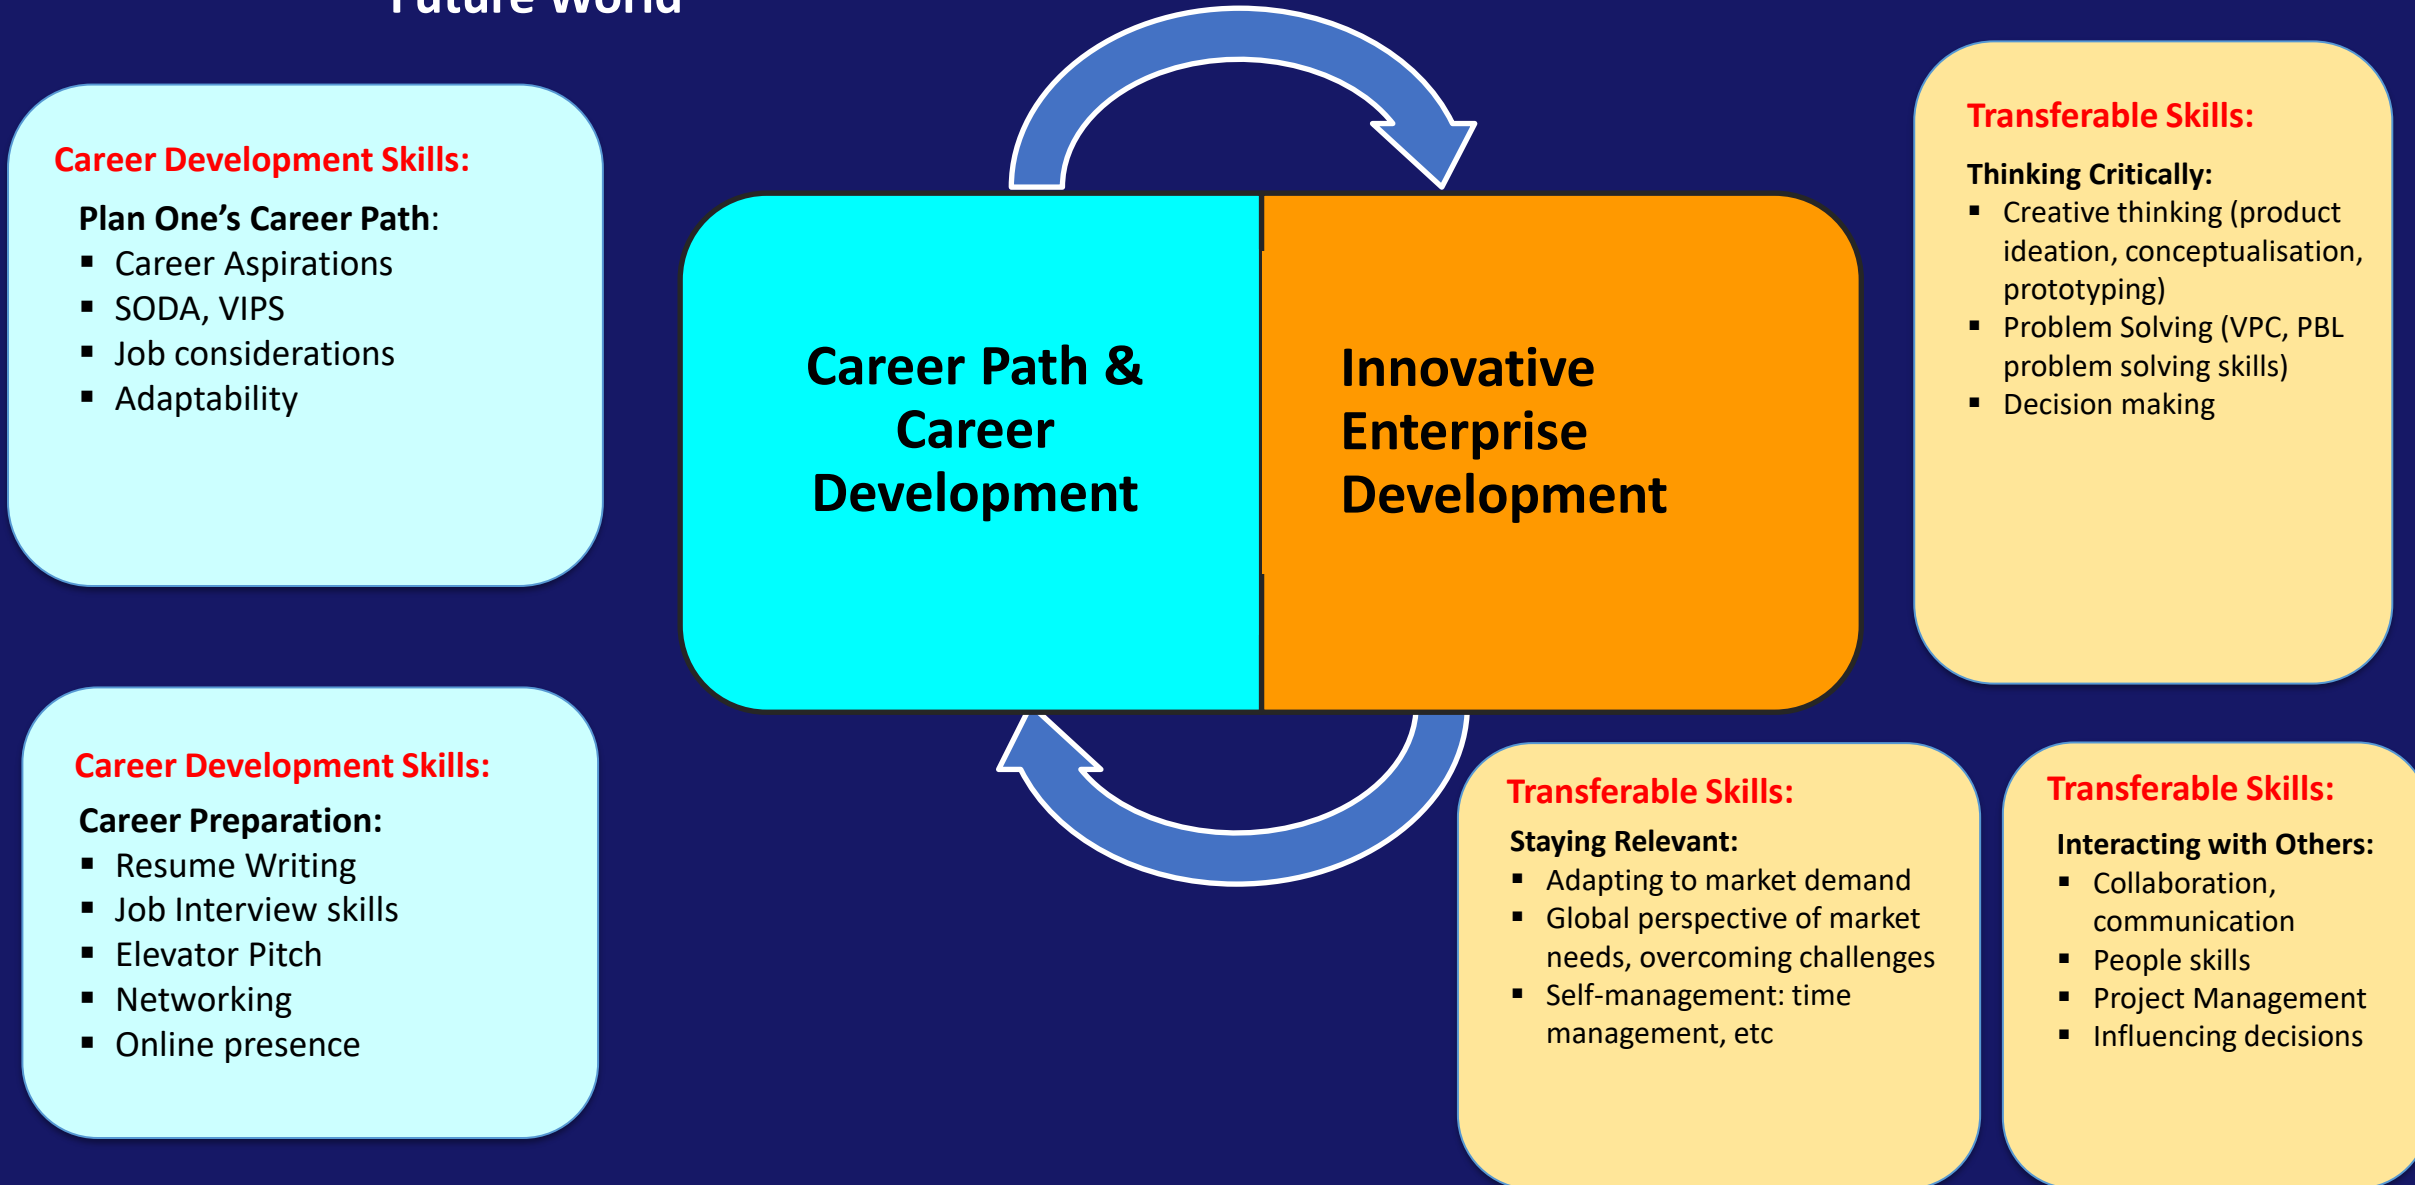 Future World
Career Development Skills:
Plan One’s Career Path:
▪ Career Aspirations
▪ SODA, VIPS
▪ Job considerations
▪ Adaptability
Career Development Skills:
Career Preparation:
▪ Resume Writing
▪ Job Interview skills
▪ Elevator Pitch
▪ Networking
▪ Online presence
Career Path &
Career
Development
Innovative
Enterprise
Development
Transferable Skills:
Thinking Critically:
▪ Creative thinking (product
ideation, conceptualisation,
prototyping)
▪ Problem Solving (VPC, PBL
problem solving skills)
▪ Decision making
Transferable Skills:
Staying Relevant:
▪ Adapting to market demand
▪ Global perspective of market
needs, overcoming challenges
▪ Self-management: time
management, etc
Transferable Skills:
Interacting with Others:
▪ Collaboration,
communication
▪ People skills
▪ Project Management
▪ Influencing decisions